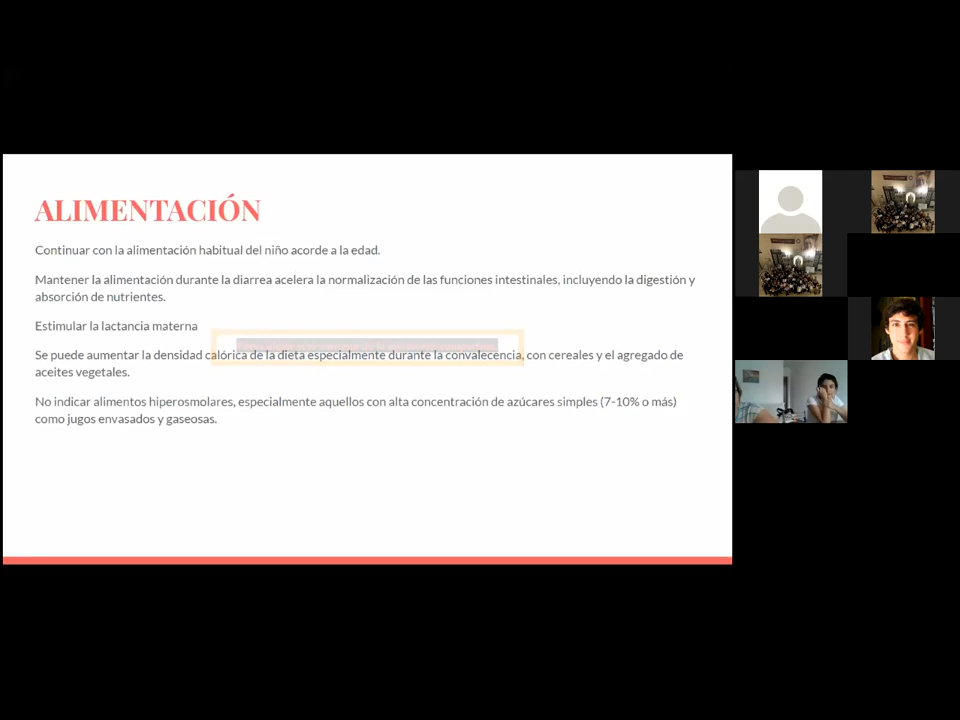 ALIMENTACIÓN
Continuar con la alimentación habitual del niño acorde a la edad.
Mantener la alimentación durante la diarrea acelera la normalización de las funciones intestinales, incluyendo la digestión y
absorción de nutrientes.
Estimular la lactancia materna
Se puede aumentar la densidad calórica de la dieta especialmente durante la convalecencia, con cereales y el agregado de
aceites vegetales.
No indicar alimentos hiperosmolares, especialmente aquellos con alta concentración de azúcares simples (7-10% o más)
como jugos envasados y gaseosas.